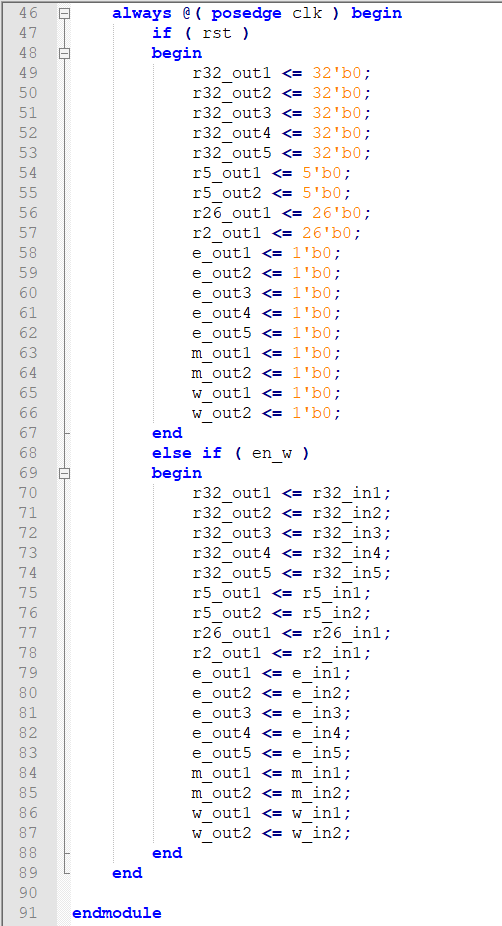 46 always @( posedge clk ) begin
47 if ( rst )
48 begin
49 r32_out1 <= 32'b0;
50 r32_out2 <= 32'b0;
51 r32_out3 <= 32'b0;
52 r32_out4 <= 32'b0;
53 r32_out5 <= 32'b0;
54 r5_out1 <= 5'b0;
55 r5_out2 <= 5'b0;
56 r26_out1 <= 26'b0;
57 r2_out1 <= 26'b0;
58 e_out1 <= 1'b0;
59 e_out2 <= 1'b0;
60 e_out3 <= 1'b0;
61 e_out4 <= 1'b0;
62 e_out5 <= 1'b0;
63 m_out1 <= 1'b0;
64 m_out2 <= 1'b0;
65 w_out1 <= 1'b0;
66 w_out2 <= 1'b0;
67 end
68 else if ( en_w )
69 begin
70 r32_out1 <= r32_in1;
71 r32_out2 <= r32_in2;
72 r32_out3 <= r32_in3;
73 r32_out4 <= r32_in4;
74 r32_out5 <= r32_in5;
75 r5_out1 <= r5_in1;
76 r5_out2 <= r5_in2;
77 r26_out1 <= r26_in1;
78 r2_out1 <= r2_in1;
79 e_out1 <= e_in1;
80 e_out2 <= e_in2;
81 e_out3 <= e_in3;
82 e_out4 <= e_in4;
83 e_out5 <= e_in5;
84 m_out1 <= m_in1;
85 m_out2 <= m_in2;
86 w_out1 <= w_in1;
87 w_out2 <= w_in2;
88 end
89 end
90
91 endmodule